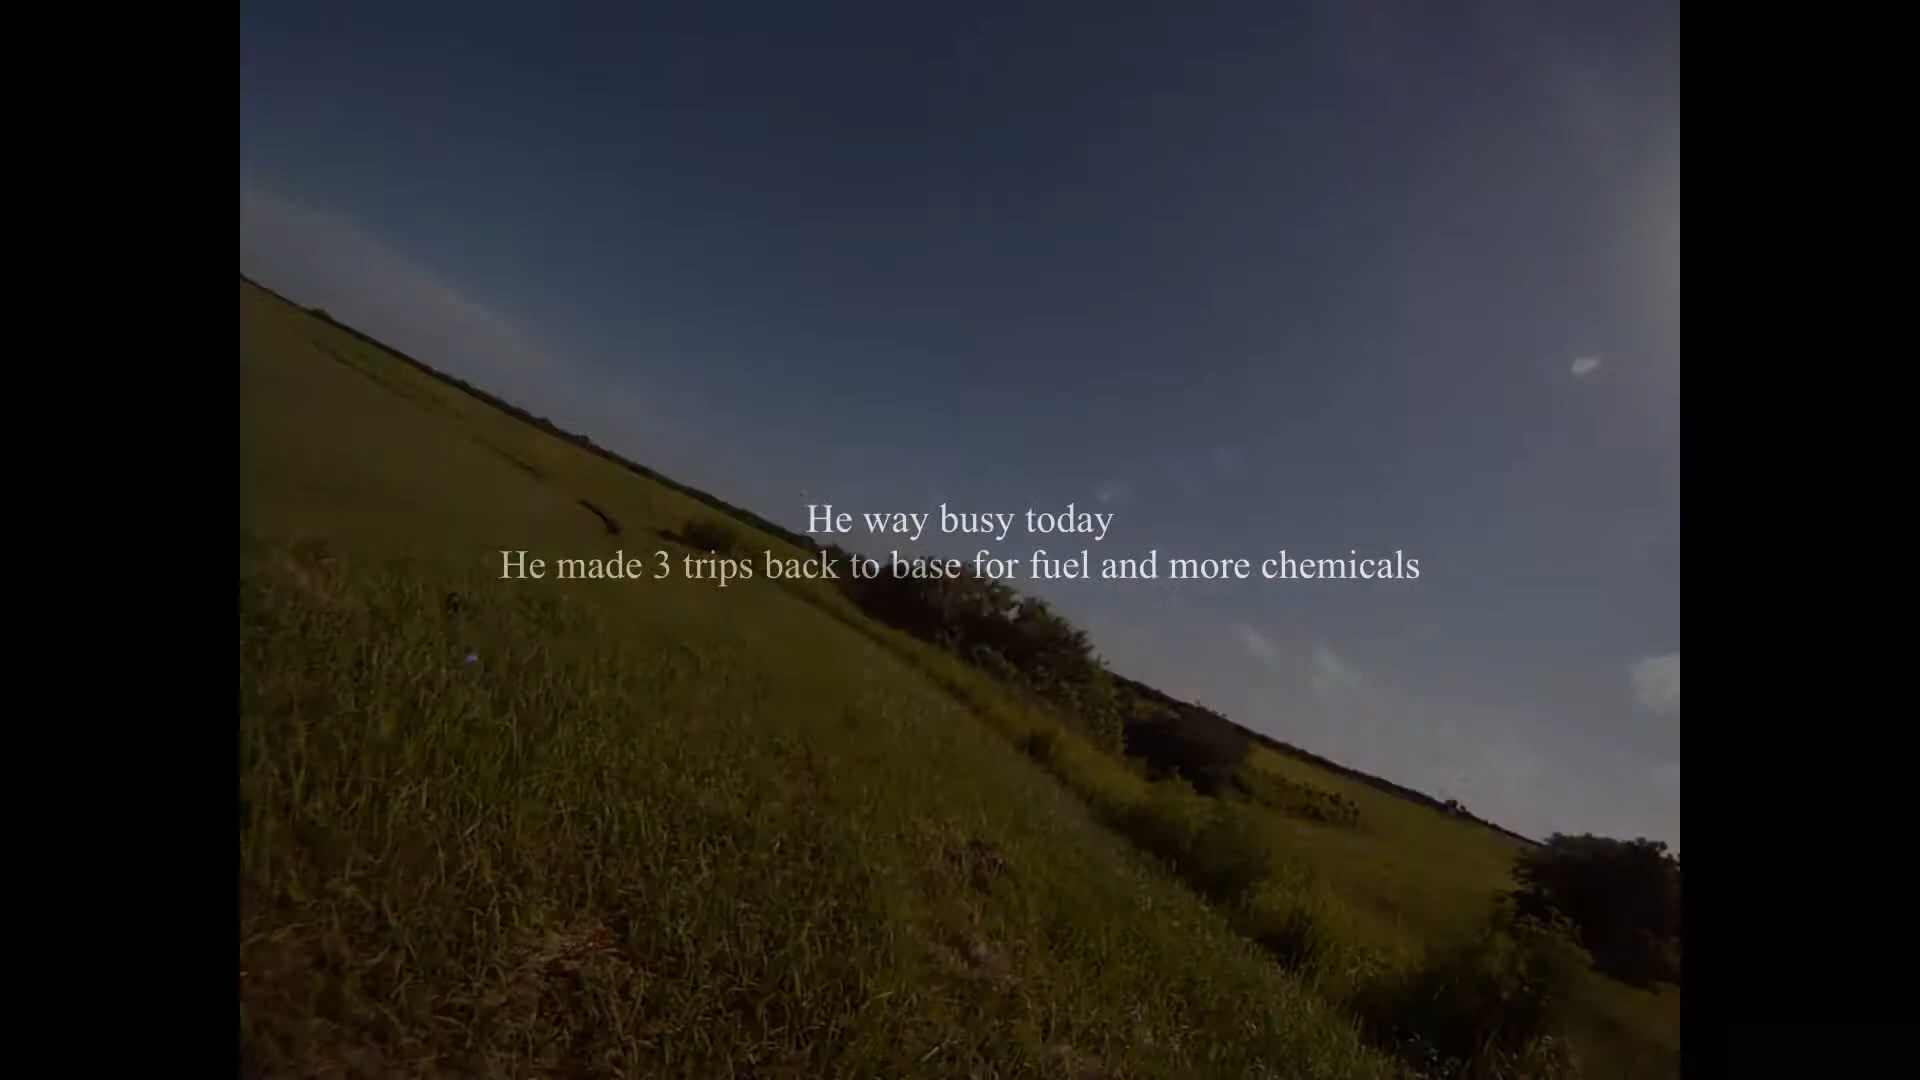 He way busy today
He made 3 trips back to base for fuel and more chemicals